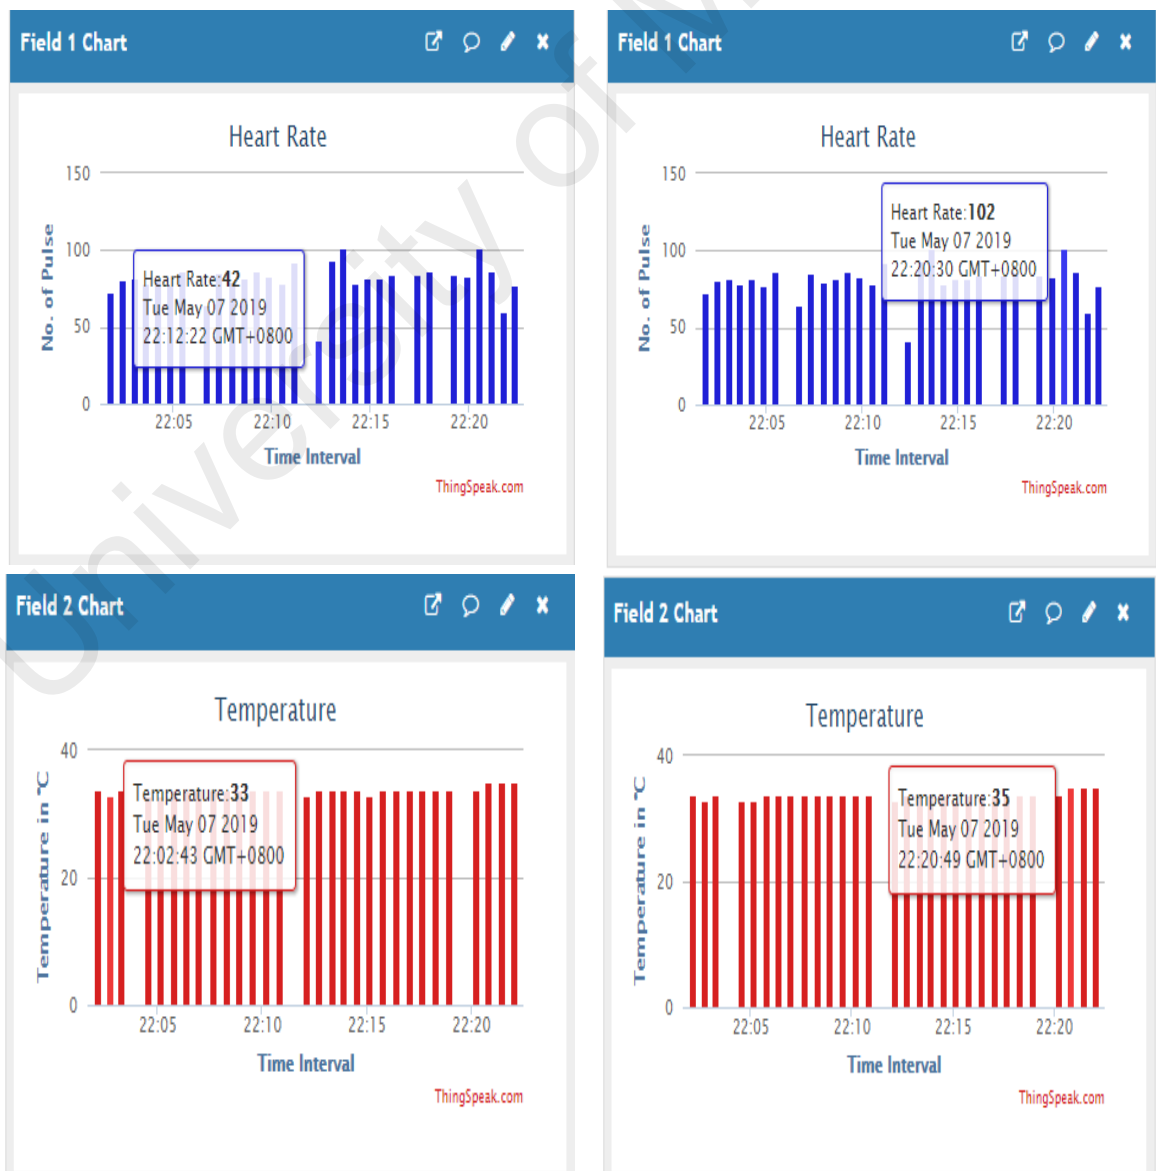 Field 1 Chart
Heart Rate
150
100
50
0
No. of Pulse
Heart Rate:42
Tue May 07 2019
22:12:22 GMT+0800
22:05 22:10 22:15 22:20
Time Interval
ThingSpeak.com
Field 1 Chart
Heart Rate
150
100
50
0
No. of Pulse
Heart Rate:102
Tue May 07 2019
22:20:30 GMT+0800
22:05 22:10 22:15 22:20
Time Interval
ThingSpeak.com
Field 2 Chart
Temperature
40
20
0
Temperature in °C
Temperature:33
Tue May 07 2019
22:02:43 GMT+0800
22:05 22:10 22:15 22:20
Time Interval
ThingSpeak.com
Field 2 Chart
Temperature
40
20
0
Temperature in °C
Temperature:35
Tue May 07 2019
22:20:49 GMT+0800
22:05 22:10 22:15 22:20
Time Interval
ThingSpeak.com
University of